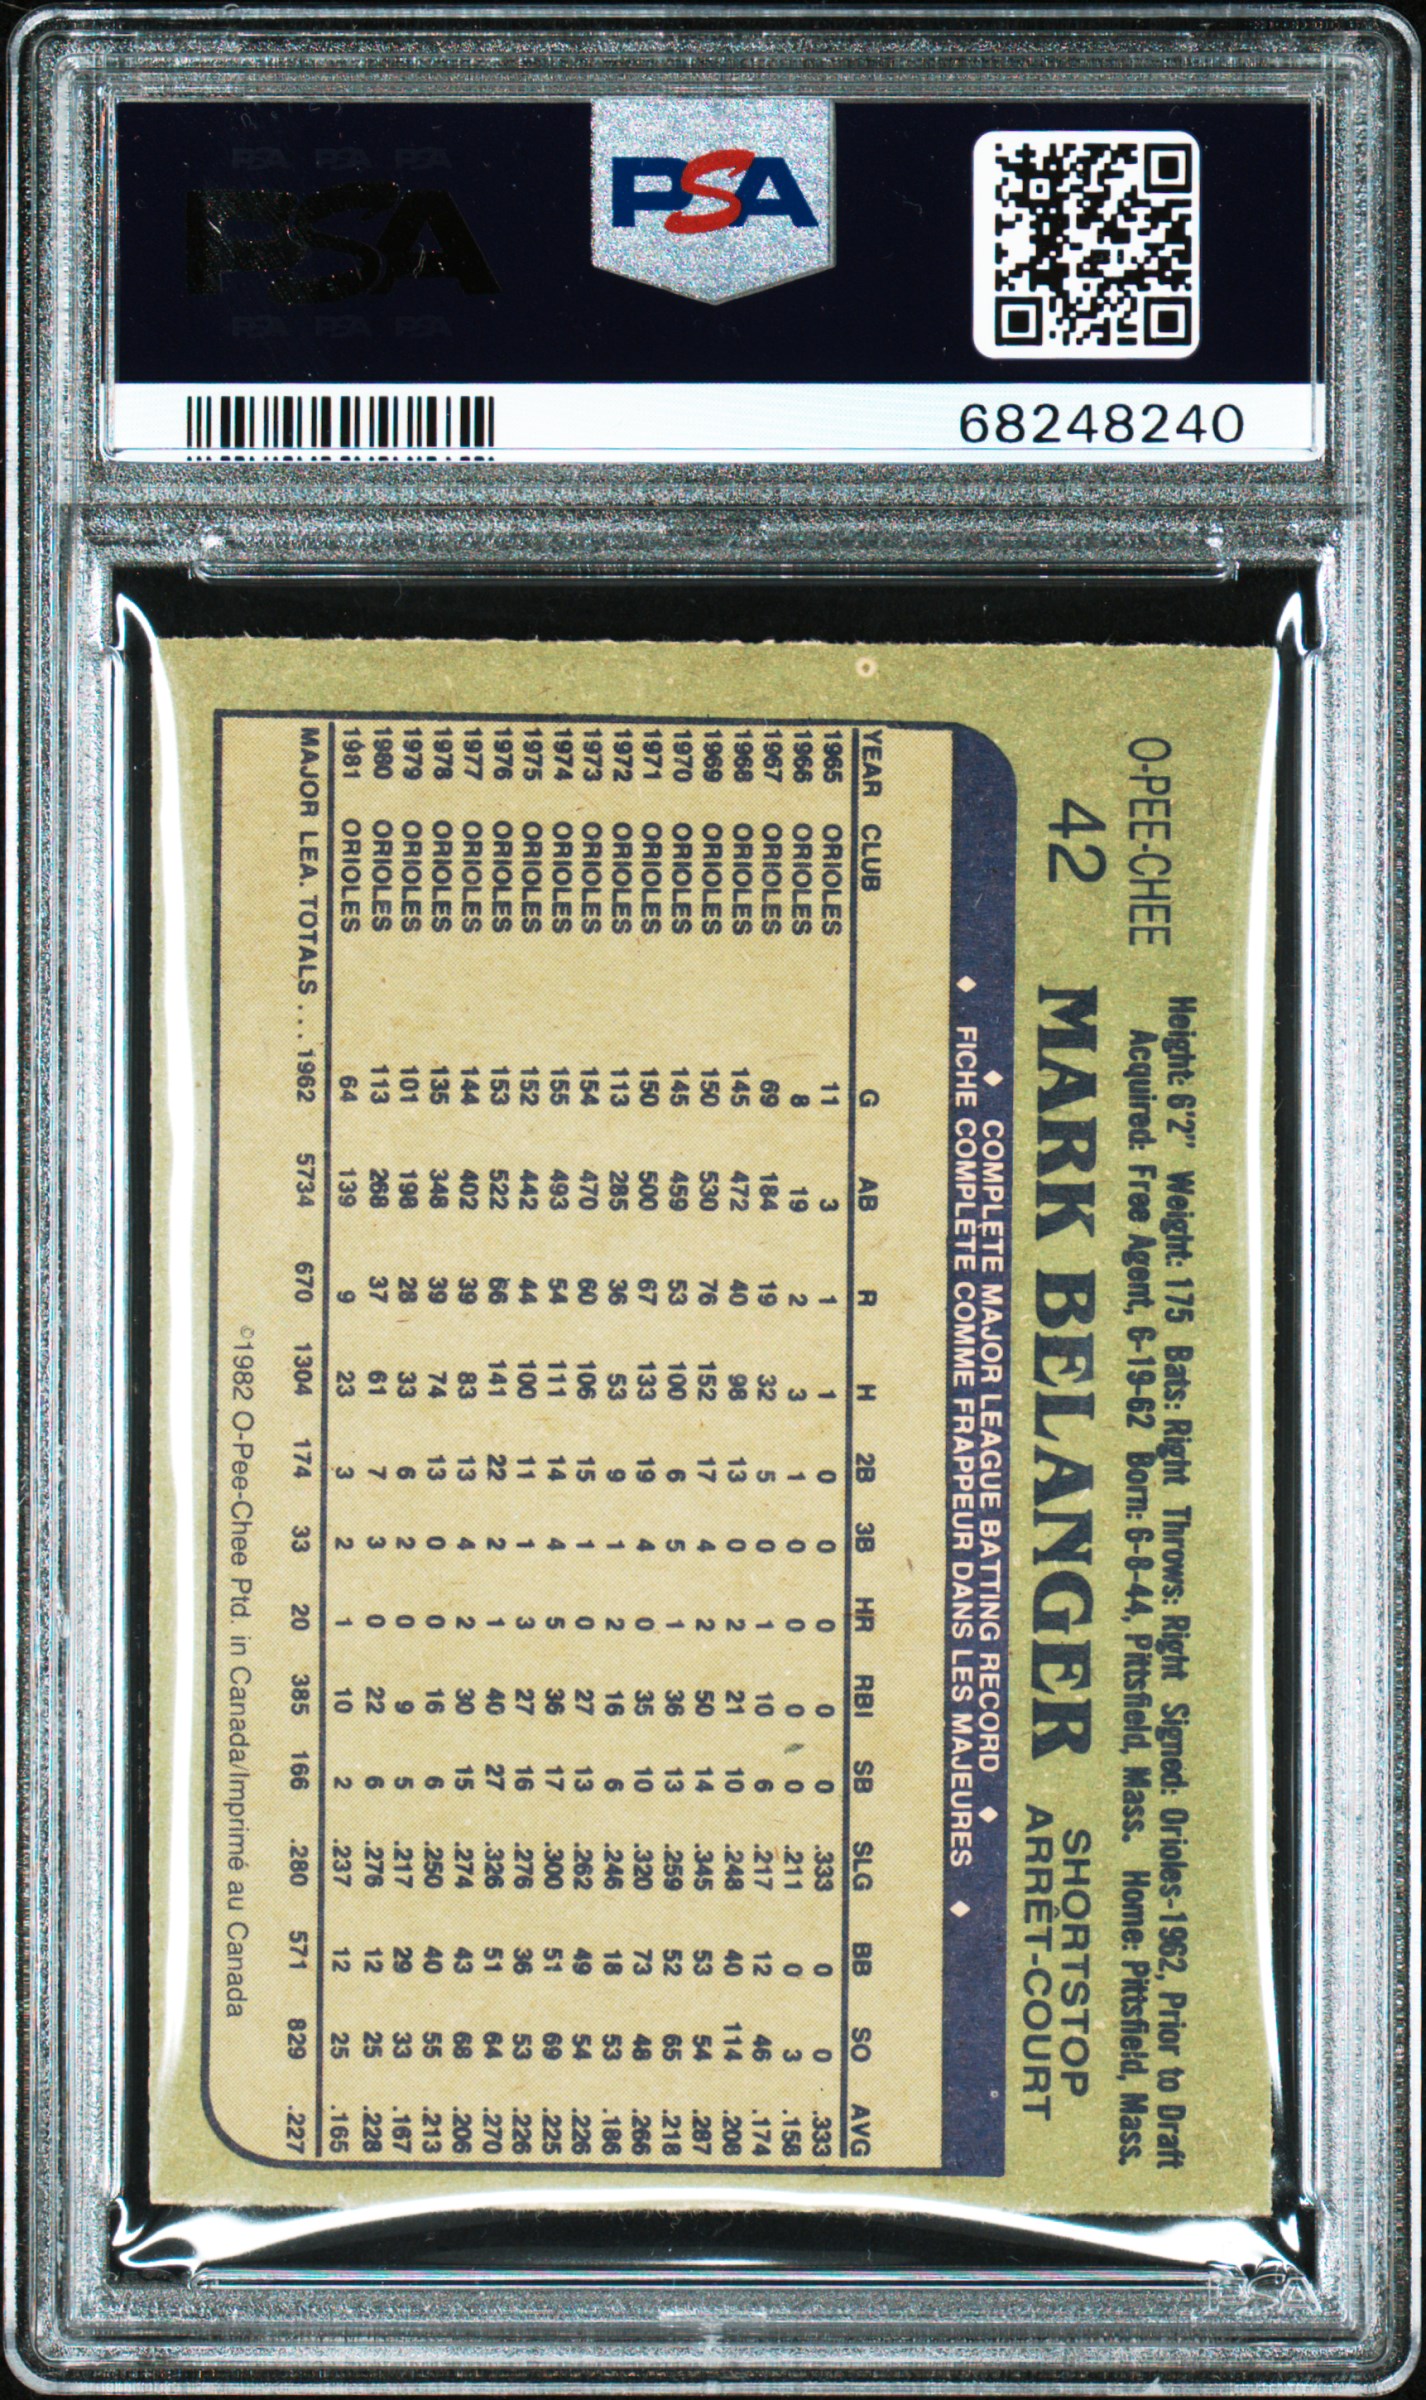 PSA PSA PSA
PSA
PSA PSA PSA
PSA
68248240
O-PEE-CHEE
Height: 6'2" Weight: 175 Bats: Right Throws: Right Signed: Orioles-1962, Prior to Draft
Acquired: Free Agent, 6-19-62 Born: 6-8-44, Pittsfield, Mass. Home: Pittsfield, Mass.
42 MARK BELANGER SHORTSTOP
ARRÊT-COURT
◆ COMPLETE MAJOR LEAGUE BATTING RECORD ◆
◆ FICHE COMPLÈTE COMME FRAPPEUR DANS LES MAJEURES ◆
YEAR CLUB G AB R H 2B 3B HR RBI SB SLG BB SO AVG
1965 ORIOLES 11 3 1 1 0 0 0 0 0 .333 0 0 .333
1966 ORIOLES 8 19 2 3 1 0 0 0 0 .211 0 3 .158
1967 ORIOLES 69 184 19 32 5 0 1 10 6 .217 12 46 .174
1968 ORIOLES 145 472 40 98 13 0 2 21 10 .248 40 114 .208
1969 ORIOLES 150 530 76 152 17 4 2 50 14 .345 53 54 .287
1970 ORIOLES 145 459 53 100 6 5 1 36 13 .259 52 65 .218
1971 ORIOLES 150 500 67 133 19 4 0 35 10 .320 73 48 .266
1972 ORIOLES 113 285 36 53 9 1 2 16 6 .246 18 53 .186
1973 ORIOLES 154 470 60 106 15 1 0 27 13 .262 49 54 .226
1974 ORIOLES 155 493 54 111 14 4 5 36 17 .300 51 69 .225
1975 ORIOLES 152 442 44 100 11 1 3 27 16 .276 36 53 .226
1976 ORIOLES 153 522 66 141 22 2 1 40 27 .326 51 64 .270
1977 ORIOLES 144 402 39 83 13 4 2 30 15 .274 43 68 .206
1978 ORIOLES 135 348 39 74 13 0 0 16 6 .250 40 55 .213
1979 ORIOLES 101 198 28 33 6 2 0 9 5 .217 29 33 .167
1980 ORIOLES 113 268 37 61 7 3 0 22 6 .276 12 25 .228
1981 ORIOLES 64 139 9 23 3 2 1 10 2 .237 12 25 .165
MAJOR LEA. TOTALS . . . 1962 5734 670 1304 174 33 20 385 166 .280 571 829 .227
©1982 O-Pee-Chee Ptd. in Canada/Imprimé au Canada
PSA